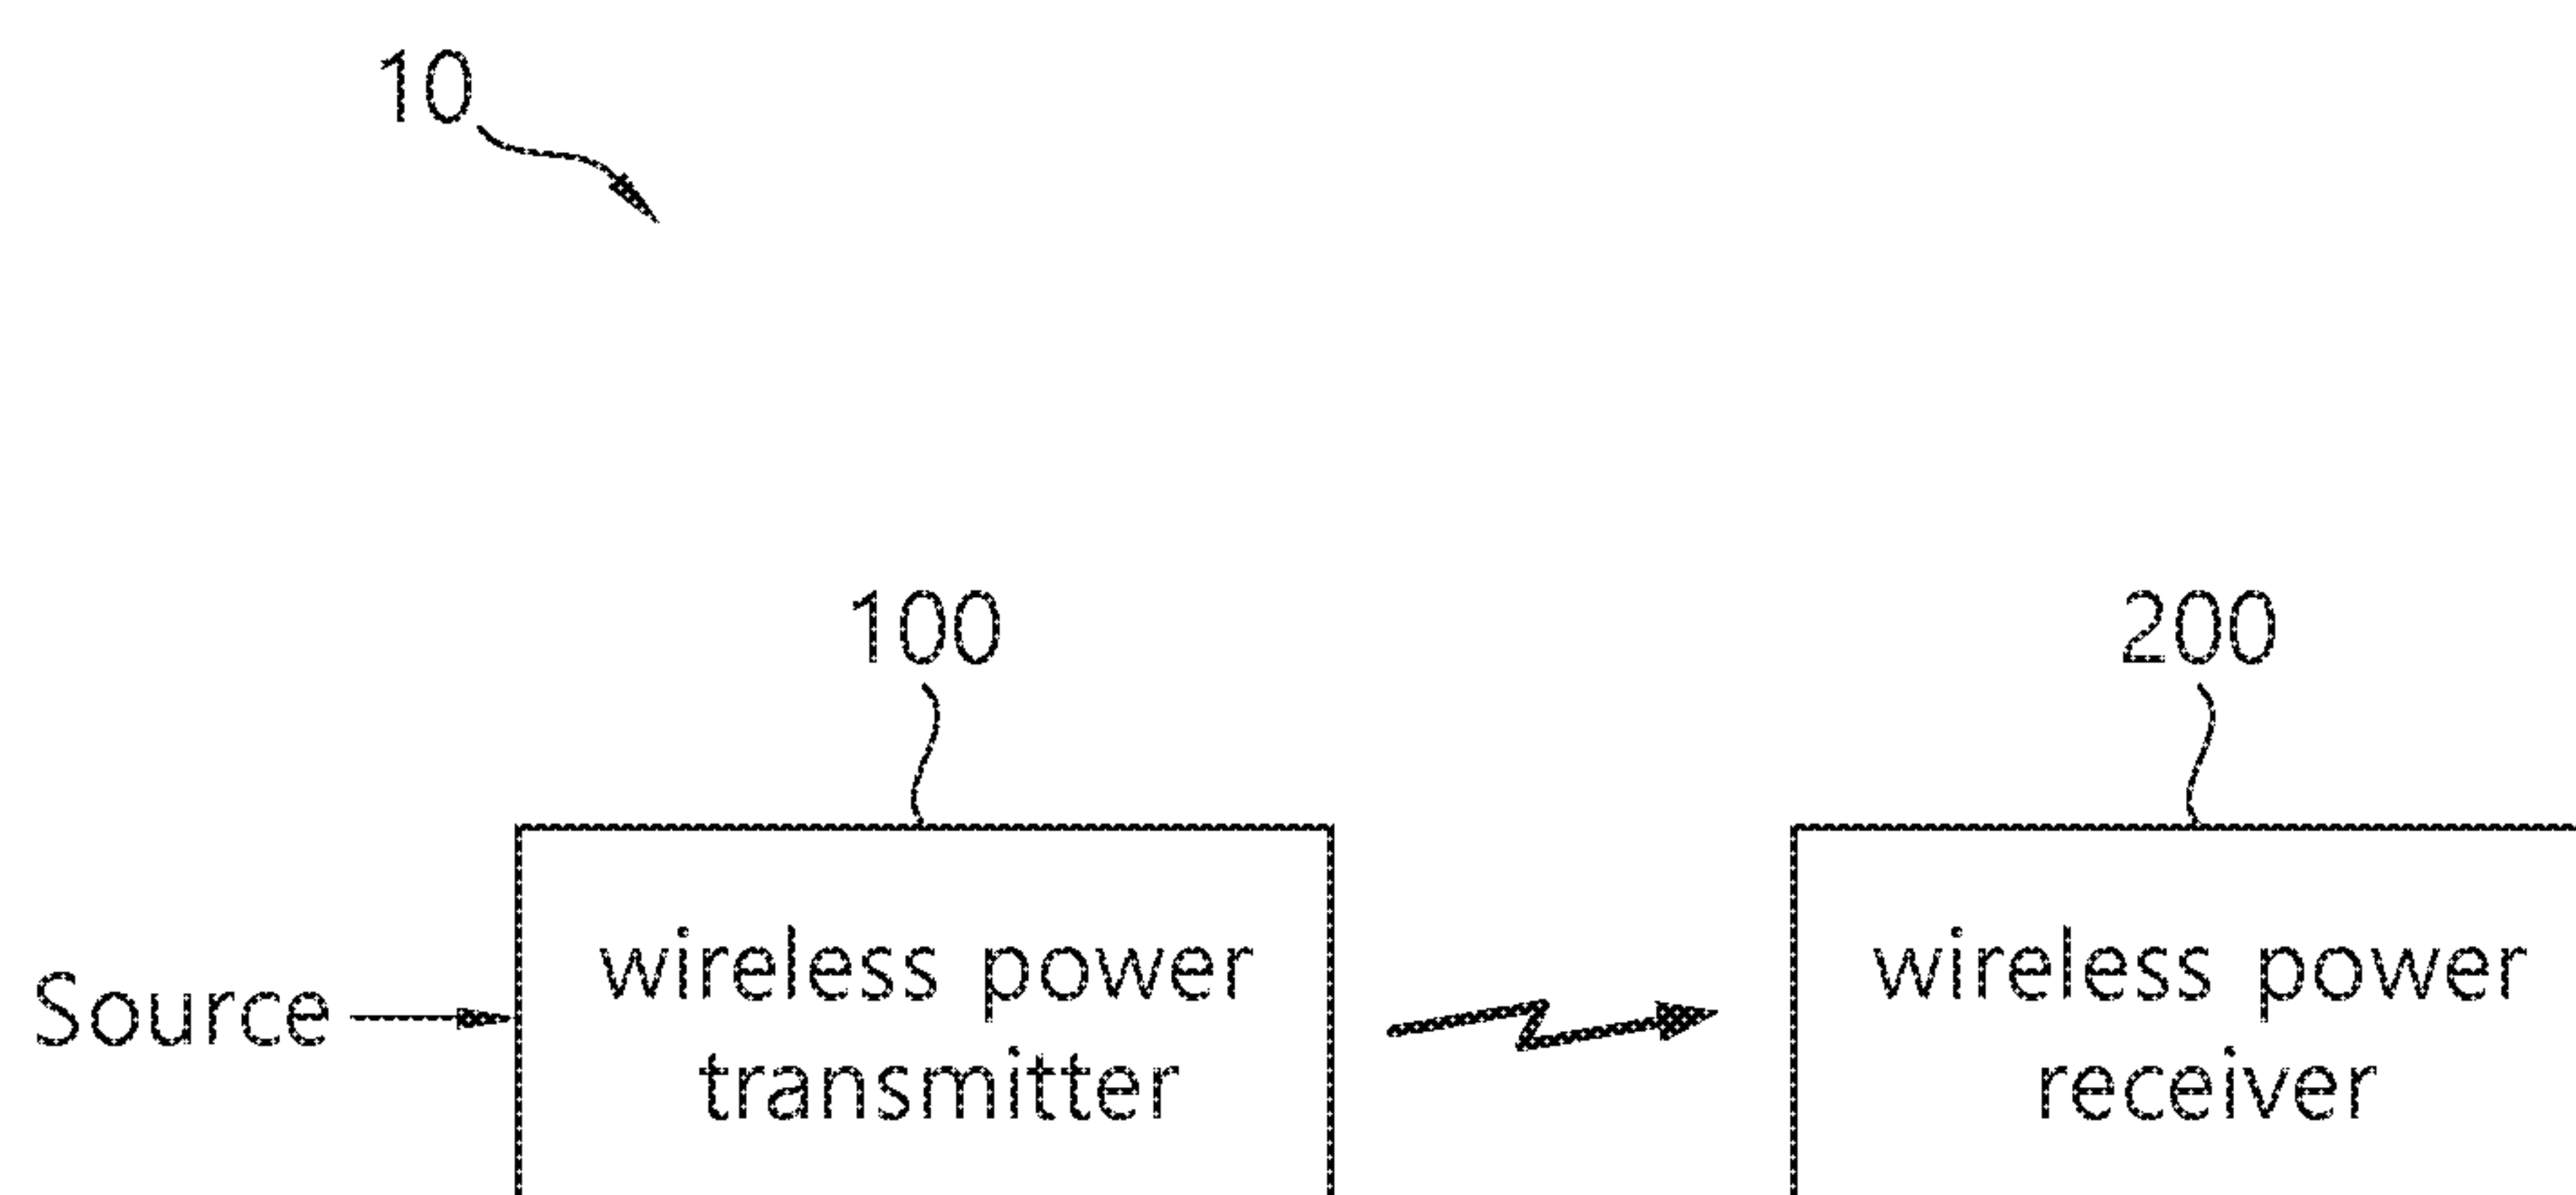 10
100
200
Source
wireless power
transmitter
wireless power
receiver